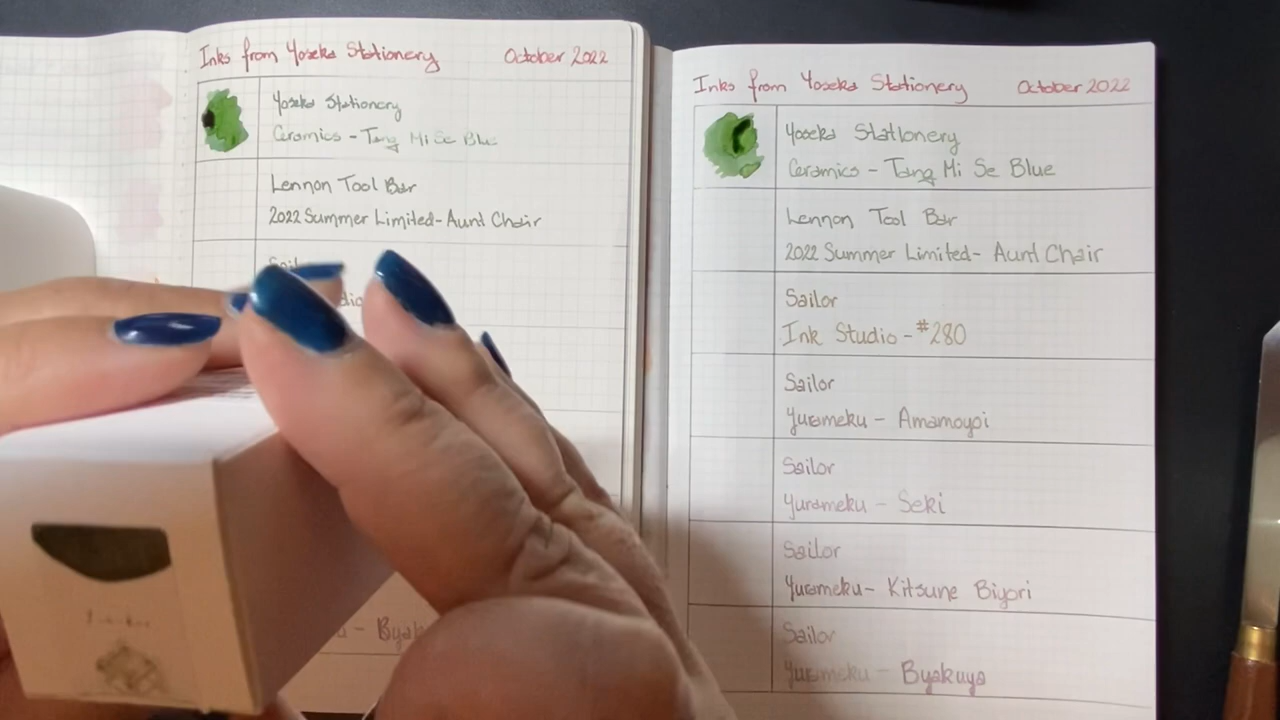 Inks from Yoseka Stationery October 2022
Yoseka Stationery
Ceramics - Tang Mi Se Blue
Lennon Tool Bar
2022 Summer Limited- Aunt Chair
Inks from Yoseka Stationery October 2022
Yoseka Stationery
Ceramics - Tang Mi Se Blue
Lennon Tool Bar
2022 Summer Limited- Aunt Chair
Sailor
Ink Studio - #280
Sailor
Yurameku - Amamoyoi
Sailor
Yurameku - Seki
Sailor
Yurameku- Kitsune Biyori
Sailor
Yurameku - Byakuya